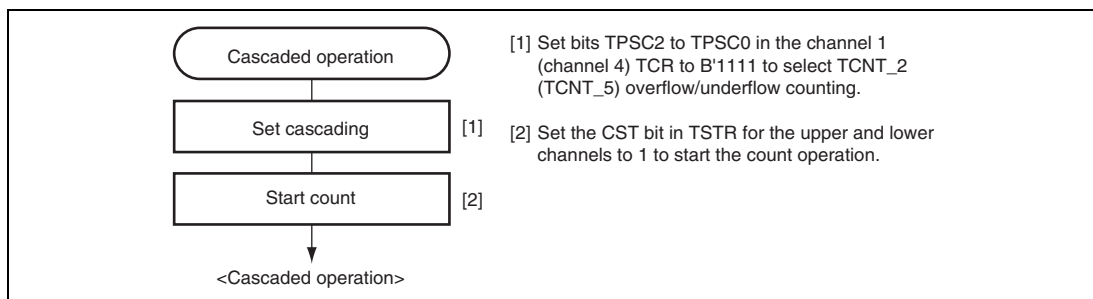 Cascaded operation
Set cascading
[1]
Start count
[2]
<Cascaded operation>
[1] Set bits TPSC2 to TPSC0 in the channel 1
(channel 4) TCR to B'1111 to select TCNT_2
(TCNT_5) overflow/underflow counting.
[2] Set the CST bit in TSTR for the upper and lower
channels to 1 to start the count operation.